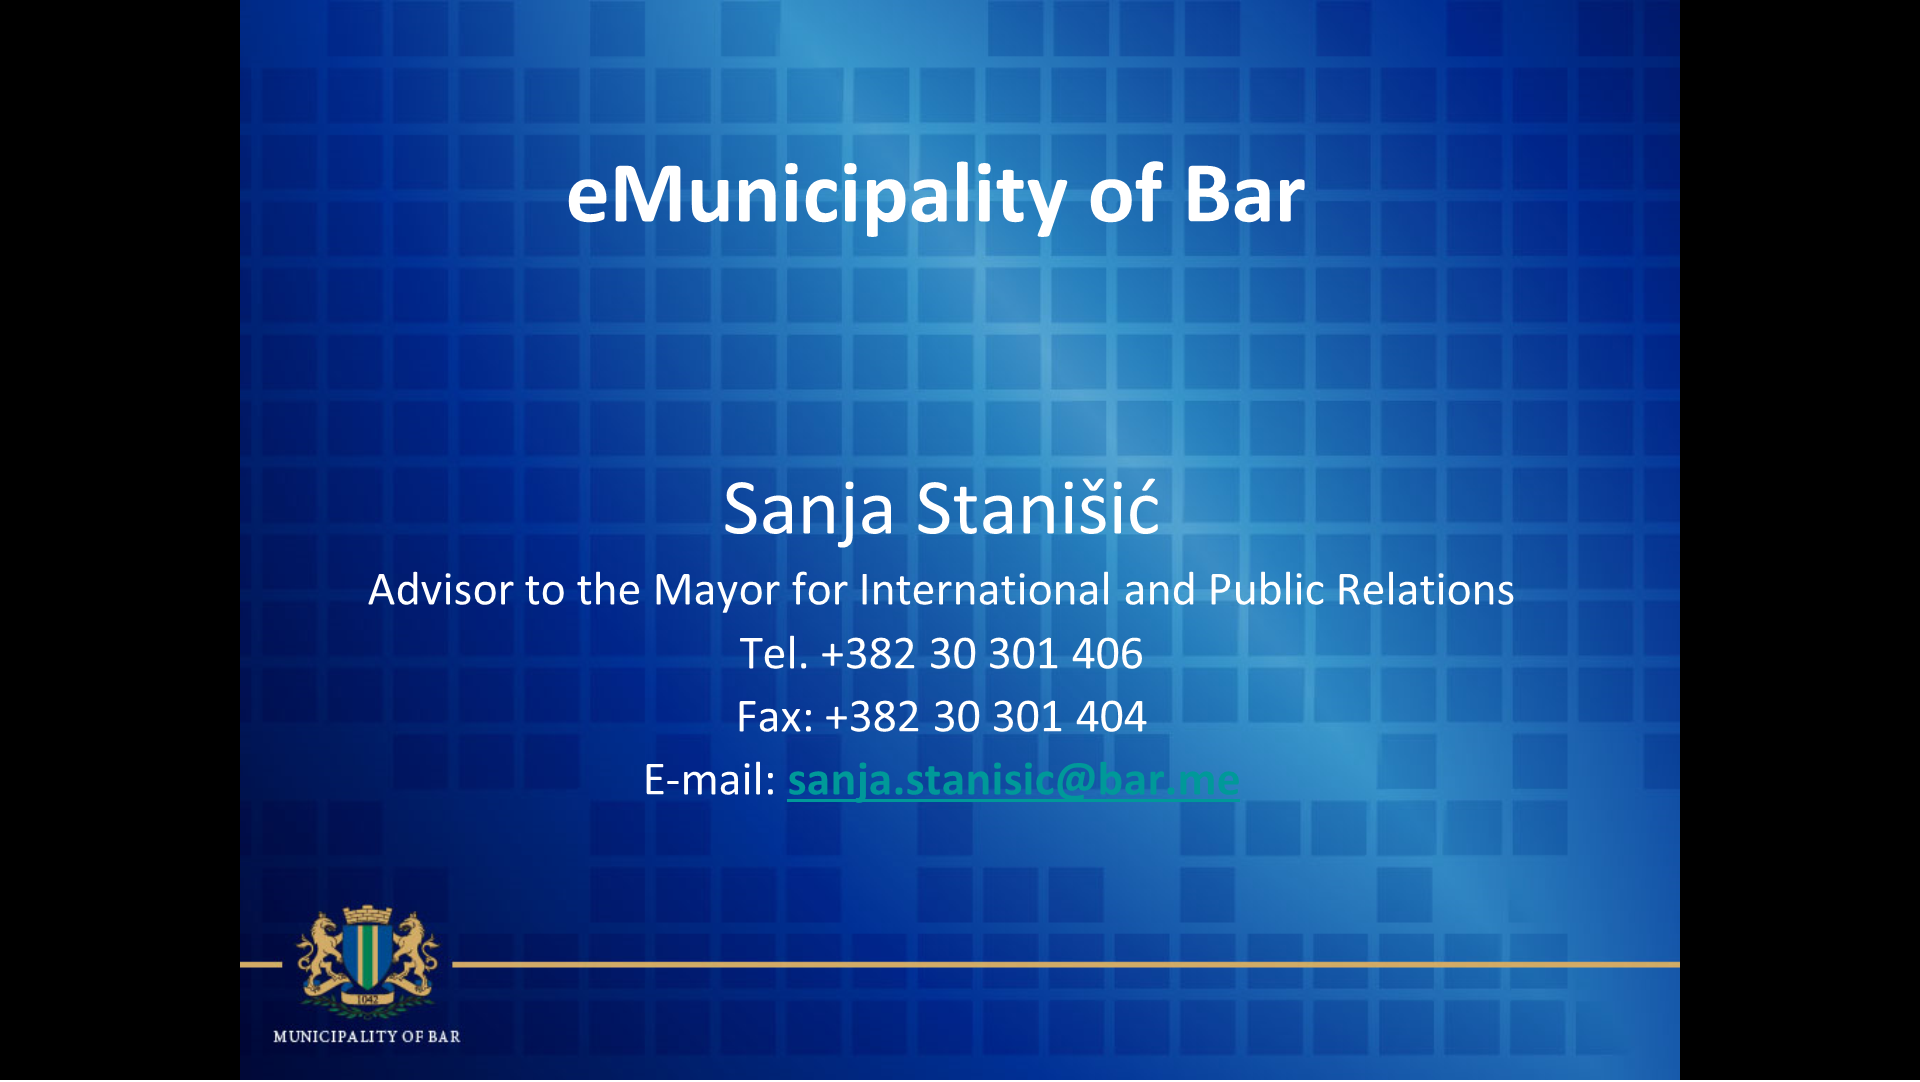 eMunicipality of Bar
Sanja Stanišić
Advisor to the Mayor for International and Public Relations
Tel. +382 30 301 406
Fax: +382 30 301 404
E-mail: sanja.stanisic@bar.me
1042
MUNICIPALITY OF BAR